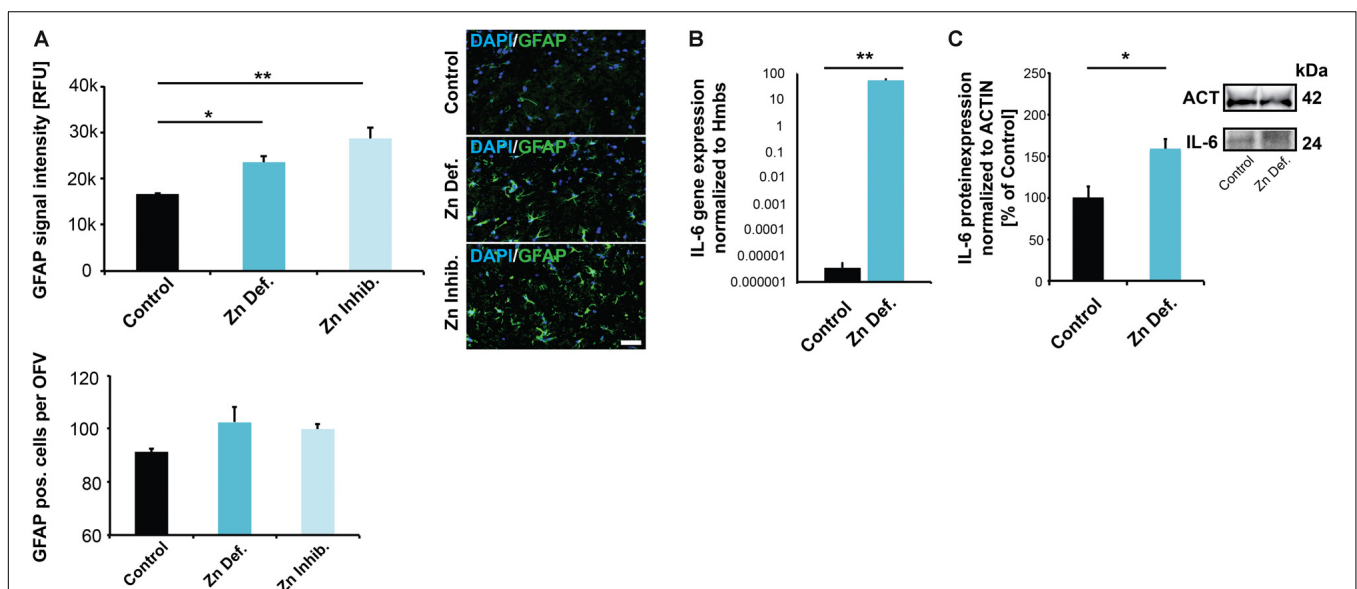 A
GFAP signal intensity [RFU]
40k
30k
20k
10k
0
**
*
Control
Zn Def.
Zn Inhib.
Control
DAPI/GFAP
Zn Def.
DAPI/GFAP
Zn Inhib.
DAPI/GFAP
GFAP pos. cells per OFV
120
100
80
60
Control
Zn Def.
Zn Inhib.
B
IL-6 gene expression
normalized to Hmbs
**
100
10
1
0.1
0.01
0.001
0.0001
0.00001
0.000001
Control
Zn Def.
C
IL-6 proteinexpression
normalized to ACTIN
[% of Control]
*
250
200
150
100
50
0
Control
Zn Def.
kDa
ACT 42
IL-6 24
Control
Zn Def.